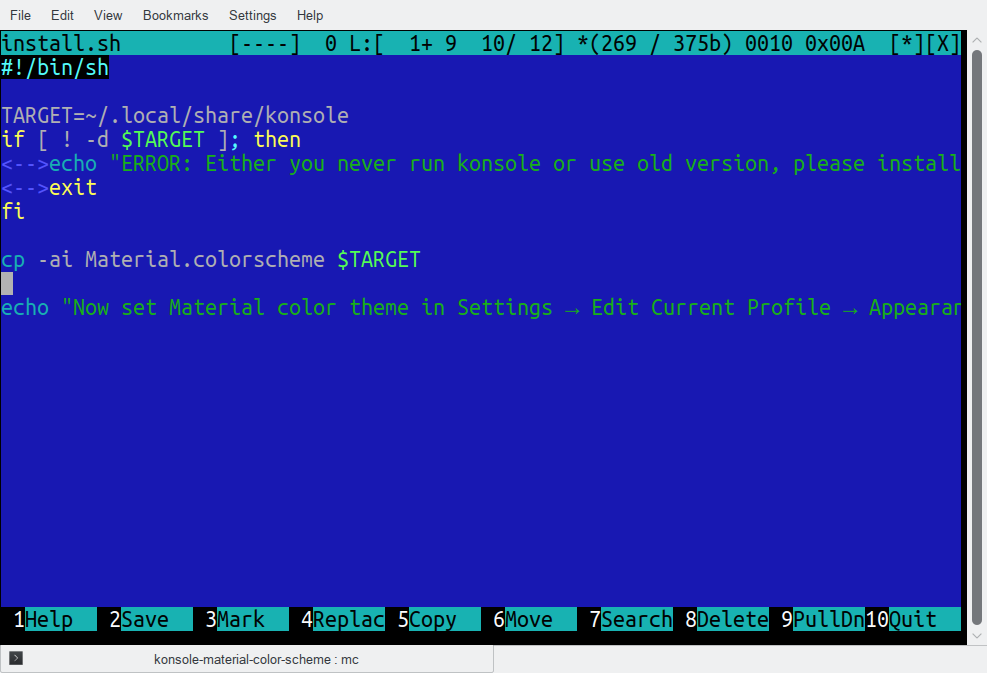 File Edit View Bookmarks Settings Help
install.sh [----] 0 L:[ 1+ 9 10/ 12] *(269 / 375b) 0010 0x00A [*][X]
#!/bin/sh
TARGET=~/.local/share/konsole
if [ ! -d $TARGET ]; then
<-->echo "ERROR: Either you never run konsole or use old version, please install
<-->exit
fi
cp -ai Material.colorscheme $TARGET
echo "Now set Material color theme in Settings → Edit Current Profile → Appearan
1Help 2Save 3Mark 4Replac 5Copy 6Move 7Search 8Delete 9PullDn 10Quit
konsole-material-color-scheme : mc